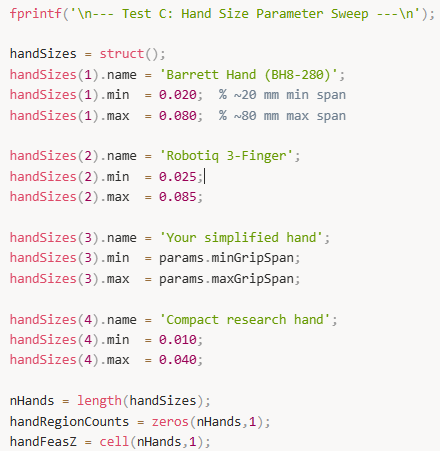 fprintf('\n--- Test C: Hand Size Parameter Sweep ---\n');
handSizes = struct();
handSizes(1).name = 'Barrett Hand (BH8-280)';
handSizes(1).min  = 0.020;  % ~20 mm min span
handSizes(1).max  = 0.080;  % ~80 mm max span
handSizes(2).name = 'Robotiq 3-Finger';
handSizes(2).min  = 0.025;
handSizes(2).max  = 0.085;
handSizes(3).name = 'Your simplified hand';
handSizes(3).min  = params.minGripSpan;
handSizes(3).max  = params.maxGripSpan;
handSizes(4).name = 'Compact research hand';
handSizes(4).min  = 0.010;
handSizes(4).max  = 0.040;
nHands = length(handSizes);
handRegionCounts = zeros(nHands,1);
handFeasZ = cell(nHands,1);